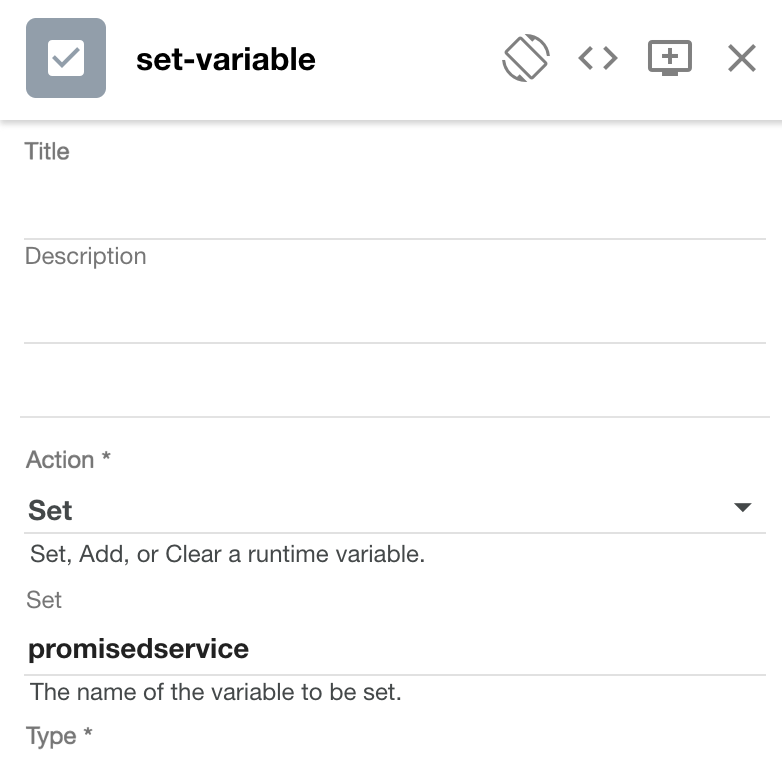 set-variable
Title
Description
Action *
Set
Set, Add, or Clear a runtime variable.
Set
promisedservice
The name of the variable to be set.
Type *